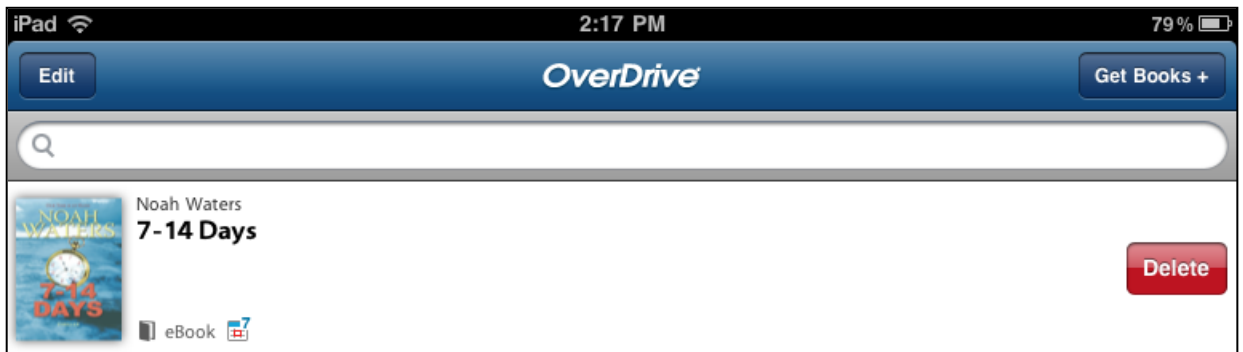 iPad 2:17 PM 79%
Edit OverDrive Get Books +
Noah Waters
7-14 Days
Delete
eBook 7
NOAH
WATERS
7-14
DAYS